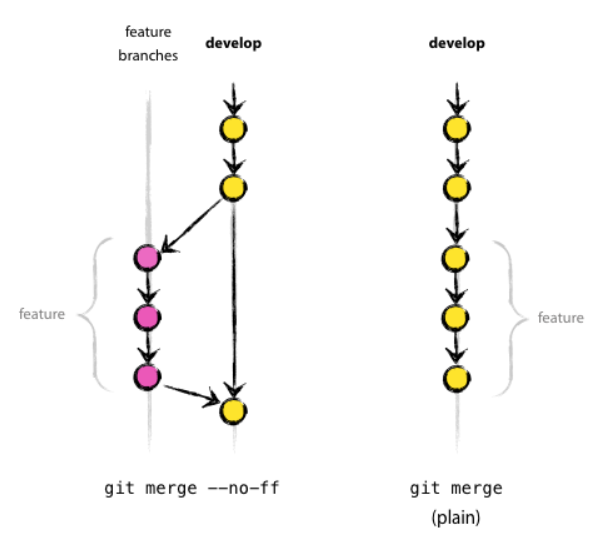 feature
branches
develop
develop
feature
feature
git merge --no-ff
git merge
(plain)